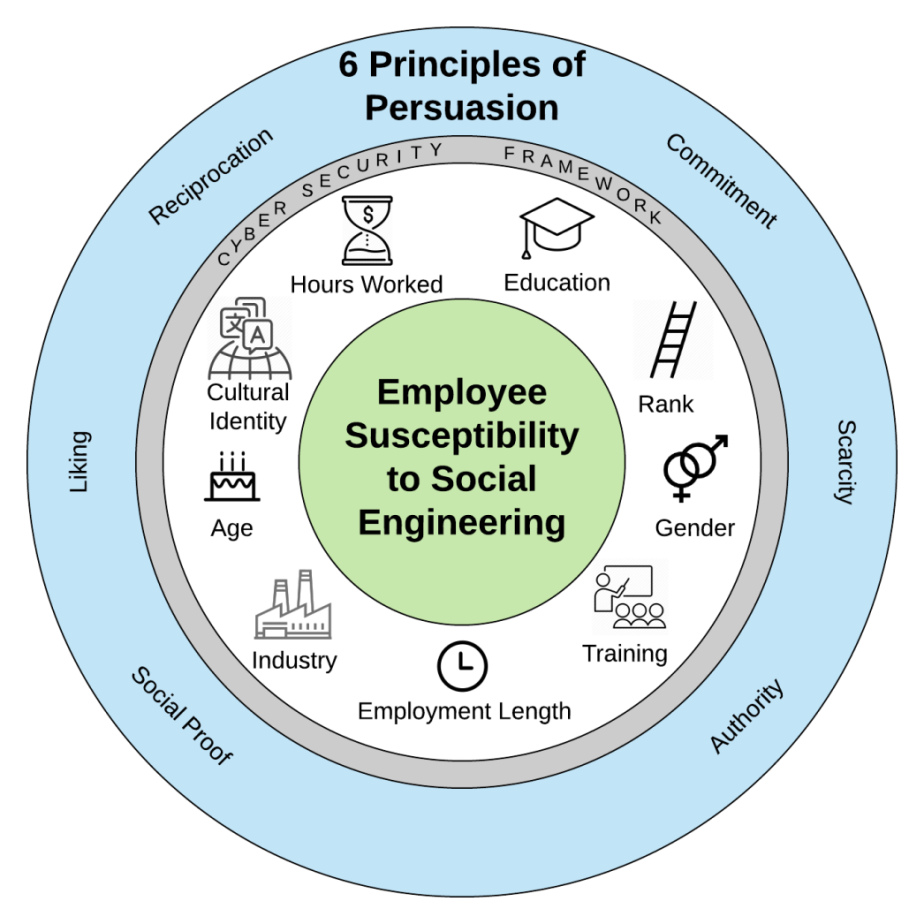 6 Principles of
Persuasion
Reciprocation
Commitment
CYBER SECURITY FRAMEWORK
$
Hours Worked
Education
文
A
Cultural
Identity
Rank
Employee
Susceptibility
to Social
Engineering
Liking
Scarcity
Age
Gender
Industry
Training
Employment Length
Social Proof
Authority